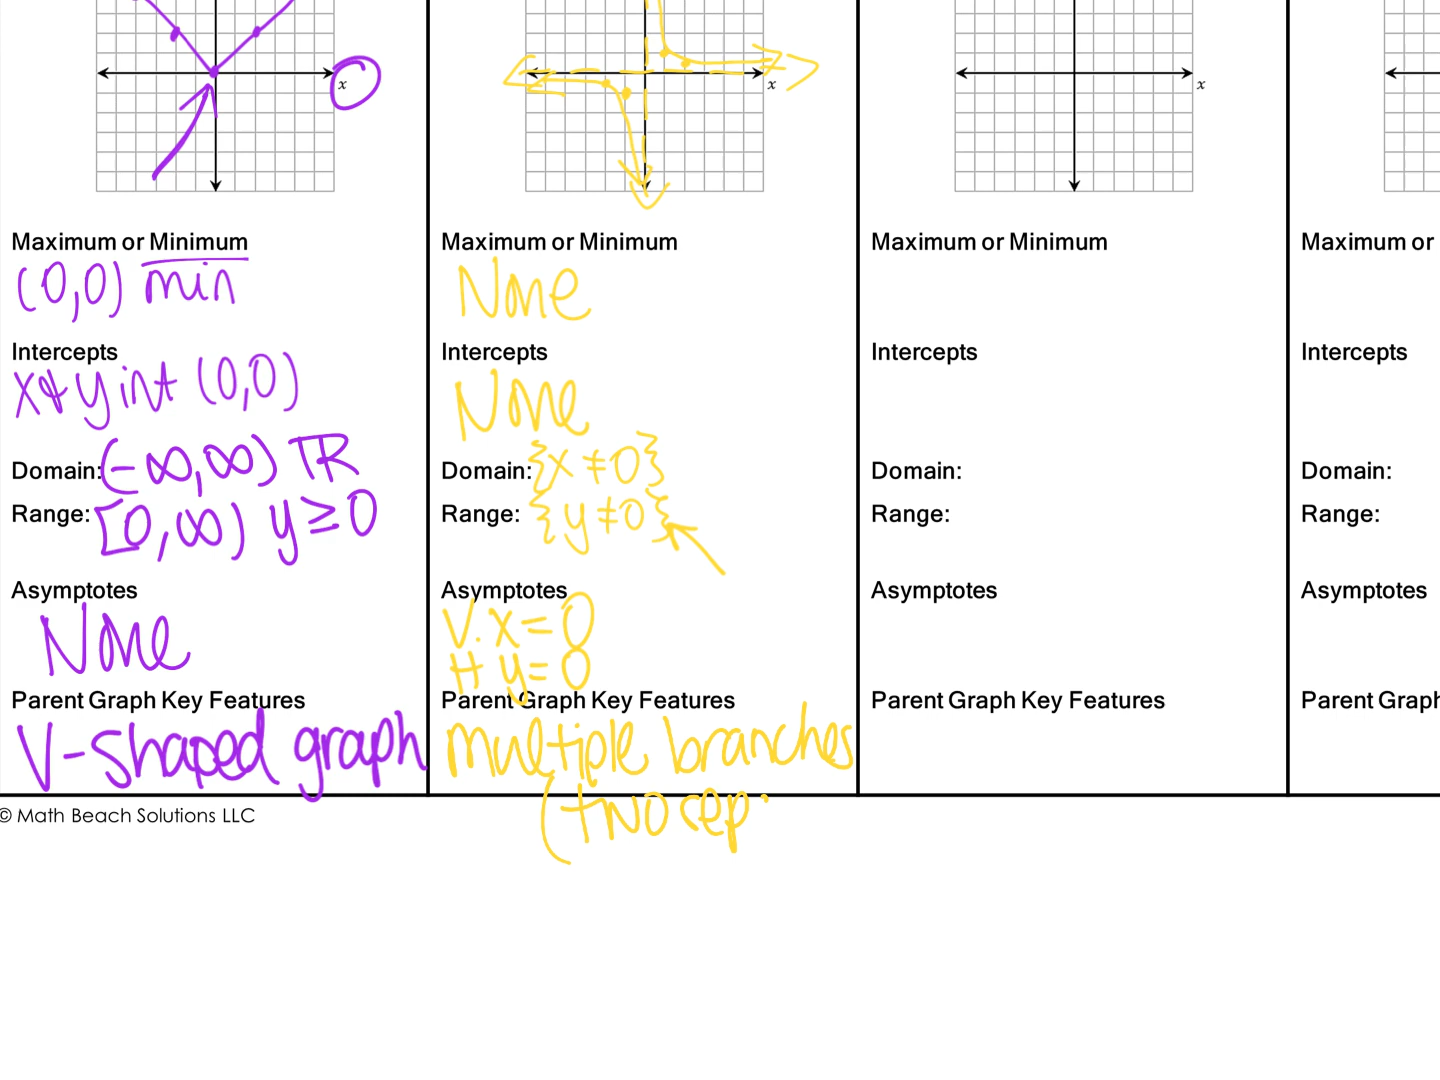 x
x
x
Maximum or Minimum
(0,0) min
Intercepts
x & y int (0,0)
Domain: (-∞,∞) ℝ
Range: [0,∞) y≥0
Asymptotes
None
Parent Graph Key Features
V-shaped graph
Maximum or Minimum
None
Intercepts
None
Domain: {x≠0}
Range: {y≠0}
Asymptotes
V. x=0
H y=0
Parent Graph Key Features
multiple branches
(two sep.
Maximum or Minimum
Intercepts
Domain:
Range:
Asymptotes
Parent Graph Key Features
Maximum or
Intercepts
Domain:
Range:
Asymptotes
Parent Graph
© Math Beach Solutions LLC